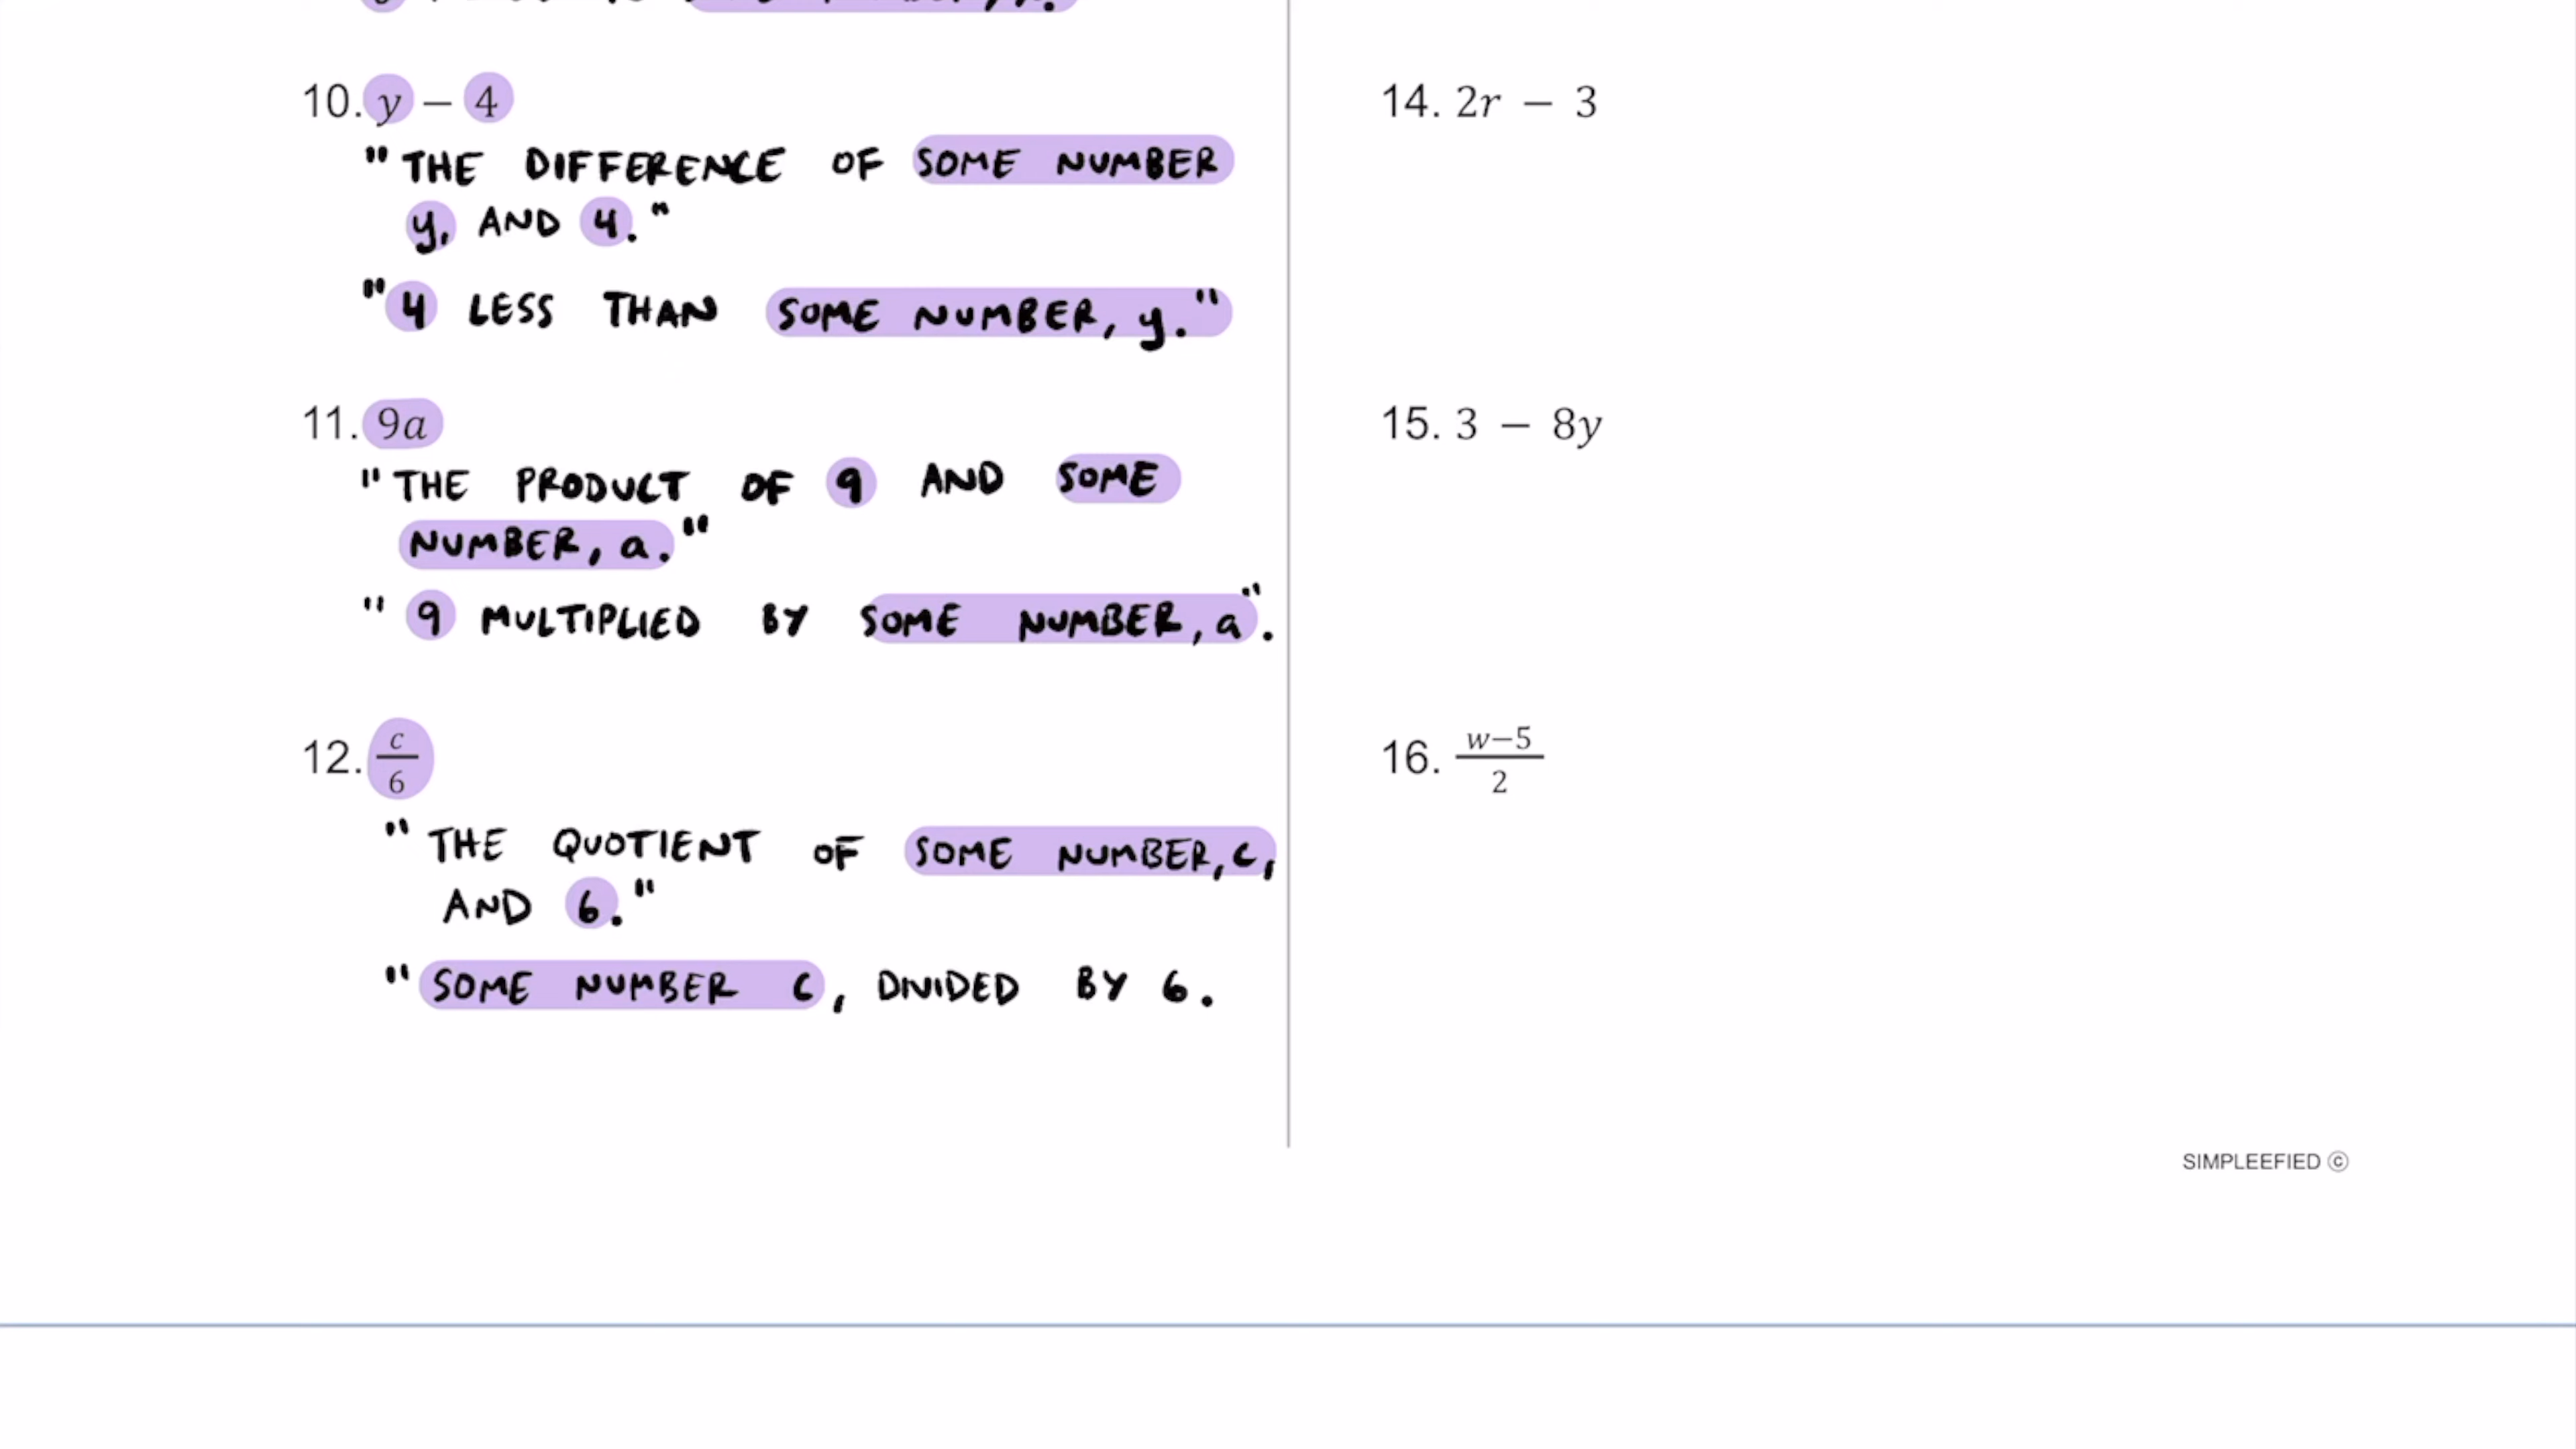 10. y – 4
"THE DIFFERENCE OF SOME NUMBER
y, AND 4."
"4 LESS THAN SOME NUMBER, y."
11. 9a
"THE PRODUCT OF 9 AND SOME
NUMBER, a."
"9 MULTIPLIED BY SOME NUMBER, a".
12. c/6
"THE QUOTIENT OF SOME NUMBER, c,
AND 6."
"SOME NUMBER c, DIVIDED BY 6.
14. 2r – 3
15. 3 – 8y
16. w–5/2
SIMPLEEFIED ©